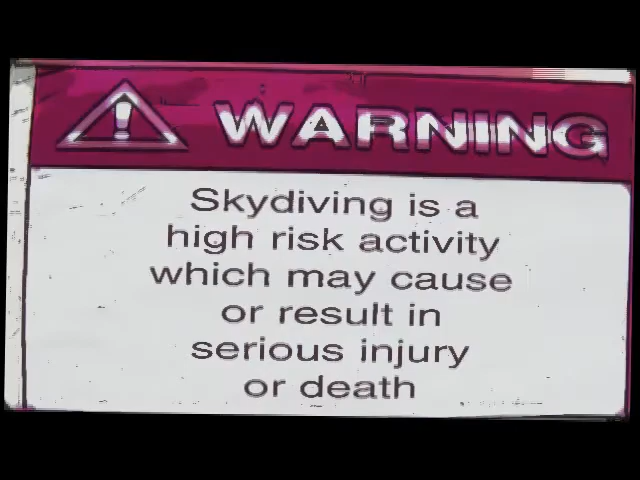 WARNING
Skydiving is a
high risk activity
which may cause
or result in
serious injury
or death